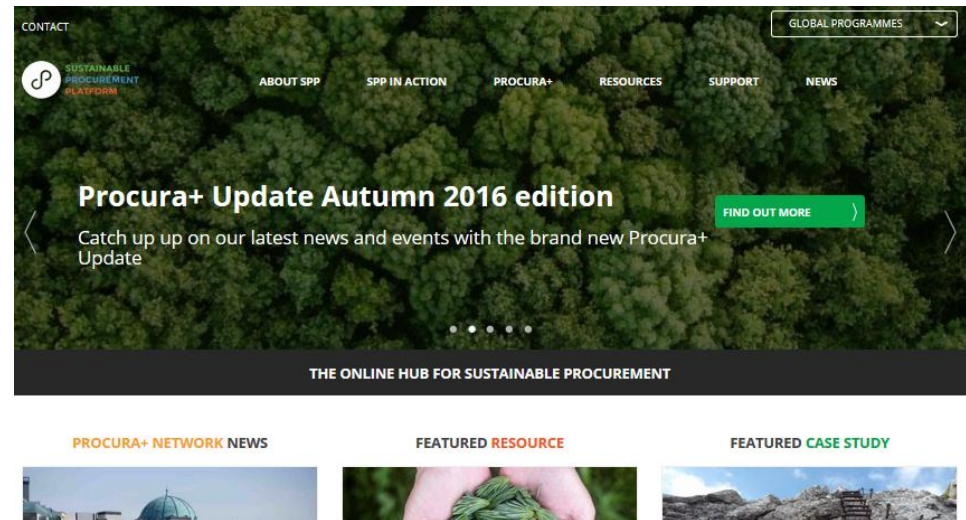 CONTACT
GLOBAL PROGRAMMES
SUSTAINABLE
PROCUREMENT
PLATFORM
ABOUT SPP
SPP IN ACTION
PROCURA+
RESOURCES
SUPPORT
NEWS
Procura+ Update Autumn 2016 edition
FIND OUT MORE
Catch up up on our latest news and events with the brand new Procura+
Update
THE ONLINE HUB FOR SUSTAINABLE PROCUREMENT
PROCURA+ NETWORK NEWS
FEATURED RESOURCE
FEATURED CASE STUDY